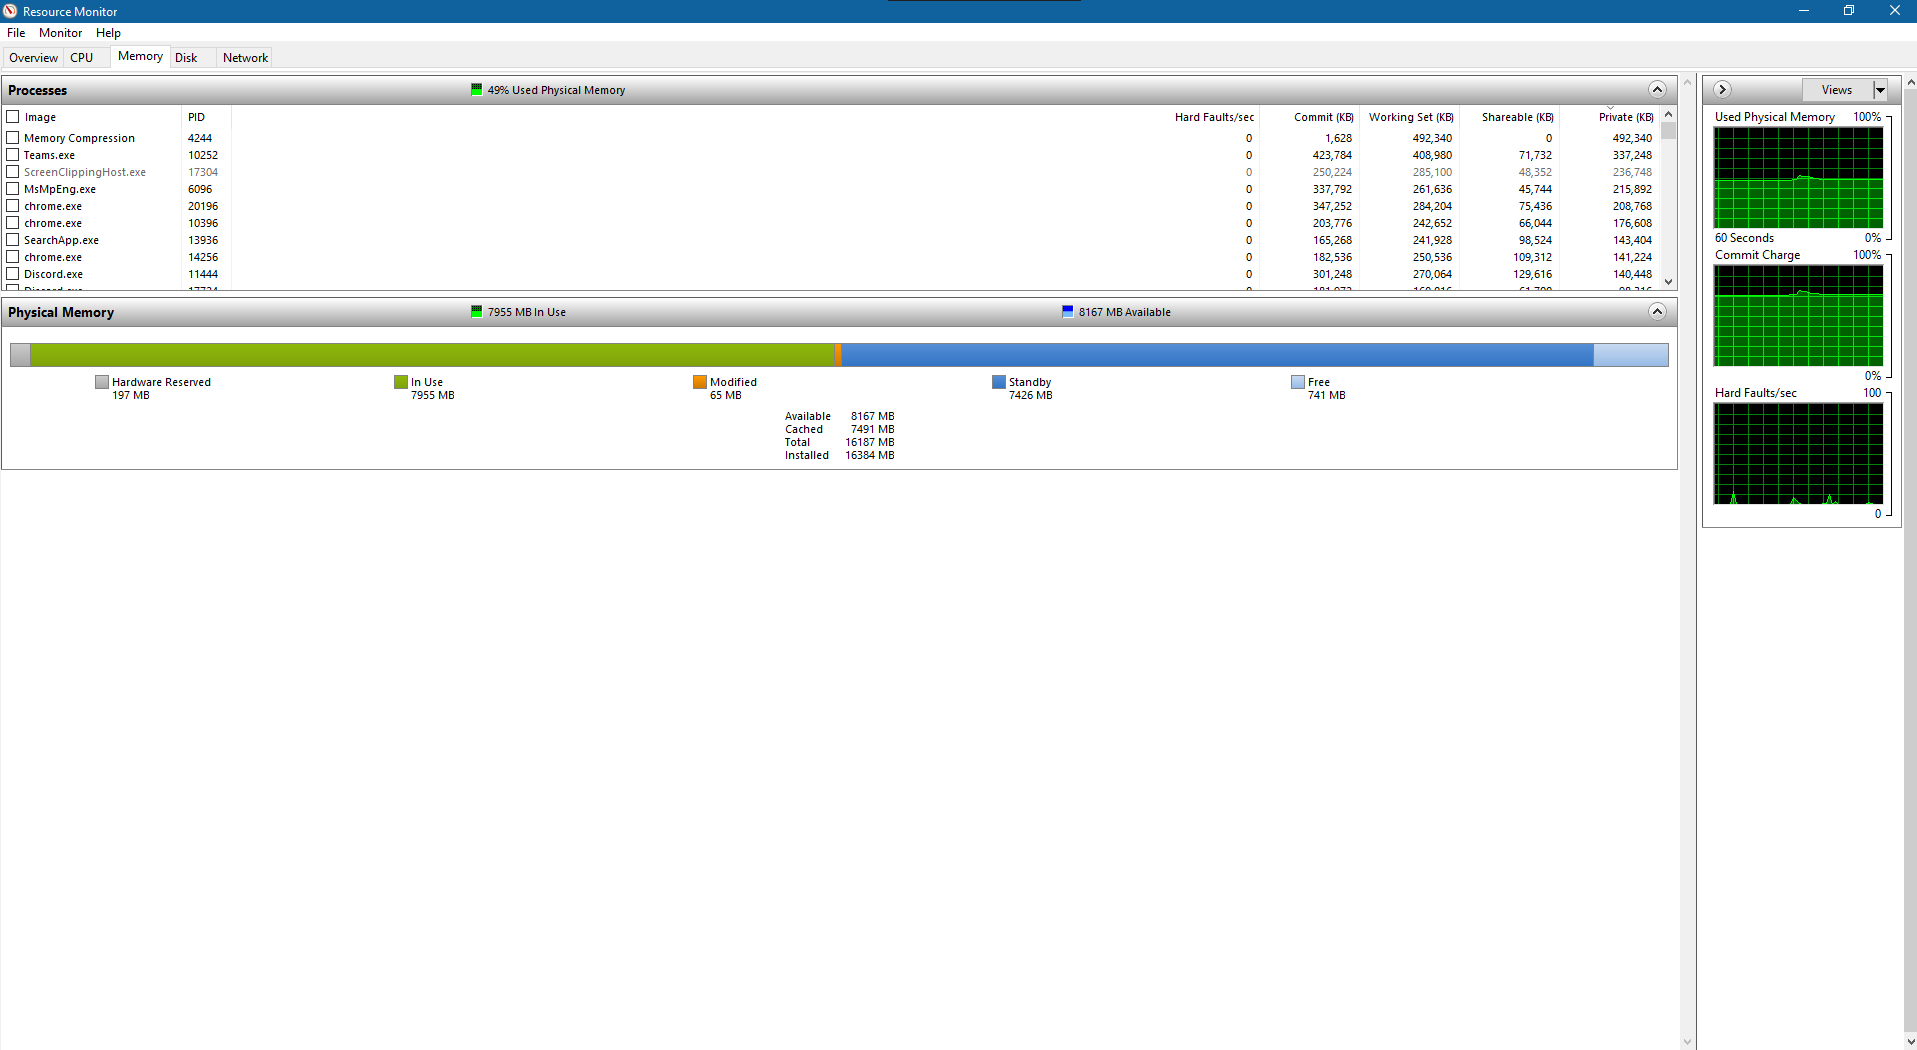 Resource Monitor
File Monitor Help
Overview CPU Memory Disk Network
Processes 49% Used Physical Memory
Image PID Hard Faults/sec Commit (KB) Working Set (KB) Shareable (KB) Private (KB)
Memory Compression 4244 0 1,628 492,340 0 492,340
Teams.exe 10252 0 423,784 408,980 71,732 337,248
ScreenClippingHost.exe 17304 0 250,224 285,100 48,352 236,748
MsMpEng.exe 6096 0 337,792 261,636 45,744 215,892
chrome.exe 20196 0 347,252 284,204 75,436 208,768
chrome.exe 10396 0 203,776 242,652 66,044 176,608
SearchApp.exe 13936 0 165,268 241,928 98,524 143,404
chrome.exe 14256 0 182,536 250,536 109,312 141,224
Discord.exe 11444 0 301,248 270,064 129,616 140,448
Physical Memory 7955 MB In Use 8167 MB Available
Hardware Reserved
197 MB
In Use
7955 MB
Modified
65 MB
Standby
7426 MB
Free
741 MB
Available 8167 MB
Cached 7491 MB
Total 16187 MB
Installed 16384 MB
Views
Used Physical Memory 100%
60 Seconds 0%
Commit Charge 100%
0%
Hard Faults/sec 100
0